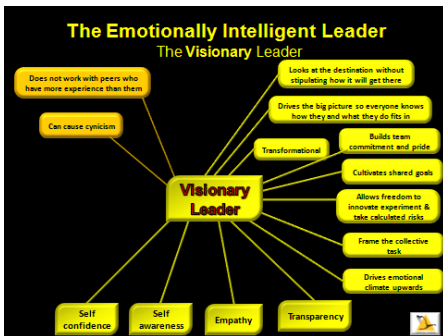 The Emotionally Intelligent Leader
The Visionary Leader
Does not work with peers who
have more experience than them
Can cause cynicism
Looks at the destination without
stipulating how it will get there
Drives the big picture so everyone knows
how they and what they do fits in
Transformational
Builds team
commitment and pride
Cultivates shared goals
Allows freedom to
innovate experiment &
take calculated risks
Frame the collective
task
Drives emotional
climate upwards
Visionary
Leader
Self
confidence
Self
awareness
Empathy
Transparency